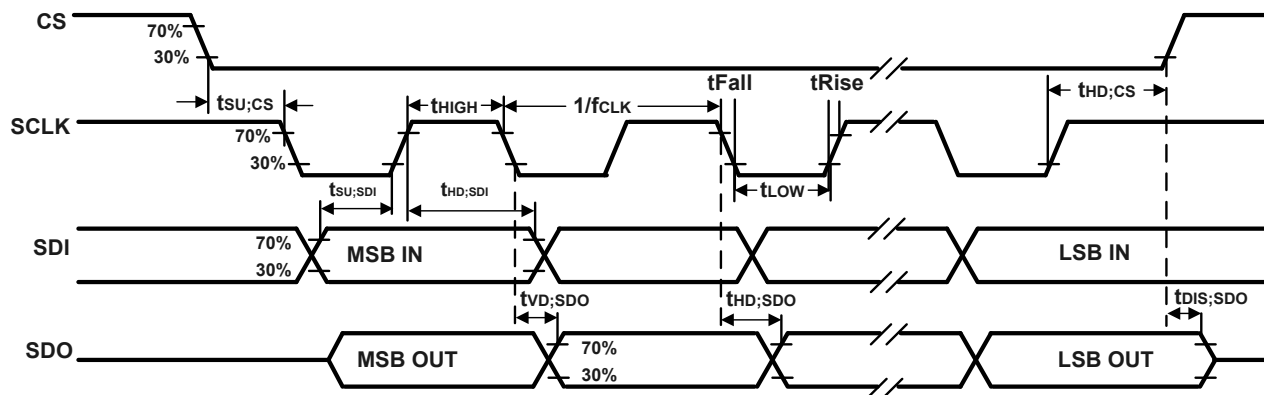 CS
70%
30%
tFall
tRise
tSU;CS
tHIGH
1/fCLK
tHD;CS
SCLK
70%
30%
tSU;SDI
tHD;SDI
tLOW
SDI
70%
30%
MSB IN
LSB IN
tVD;SDO
tHD;SDO
tDIS;SDO
SDO
MSB OUT
70%
30%
LSB OUT